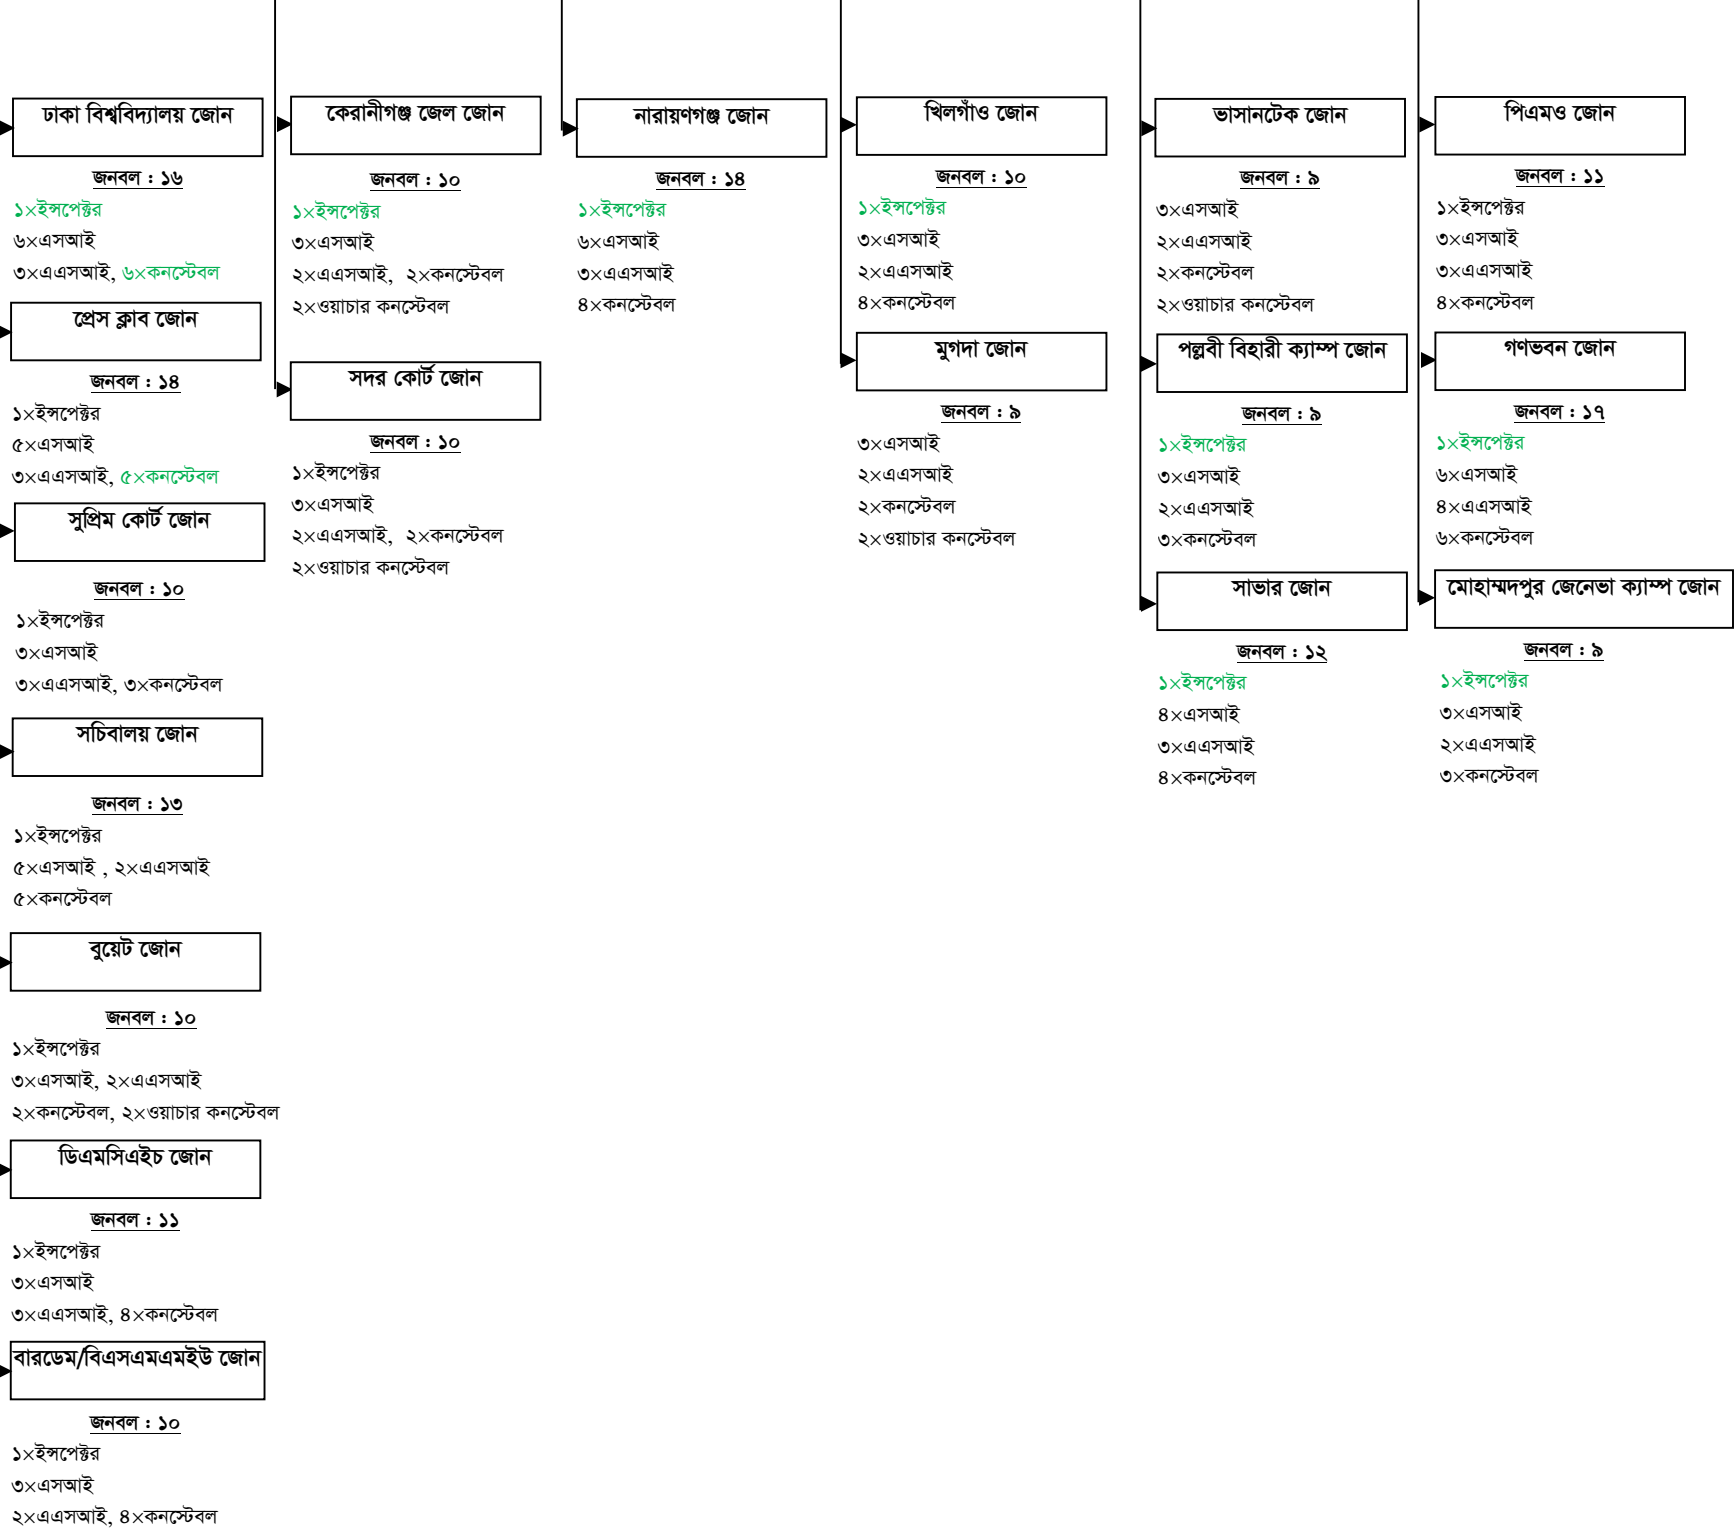 ঢাকা বিশ্ববিদ্যালয় জোন
জনবল : ১৬
১×ইন্সপেক্টর
৬×এসআই
৩×এএসআই, ৬×কনস্টেবল
প্রেস ক্লাব জোন
জনবল : ১৪
১×ইন্সপেক্টর
৫×এসআই
৩×এএসআই, ৫×কনস্টেবল
সুপ্রিম কোর্ট জোন
জনবল : ১০
১×ইন্সপেক্টর
৩×এসআই
৩×এএসআই, ৩×কনস্টেবল
সচিবালয় জোন
জনবল : ১৩
১×ইন্সপেক্টর
৫×এসআই , ২×এএসআই
৫×কনস্টেবল
বুয়েট জোন
জনবল : ১০
১×ইন্সপেক্টর
৩×এসআই, ২×এএসআই
২×কনস্টেবল, ২×ওয়াচার কনস্টেবল
ডিএমসিএইচ জোন
জনবল : ১১
১×ইন্সপেক্টর
৩×এসআই
৩×এএসআই, ৪×কনস্টেবল
বারডেম/বিএসএমএমইউ জোন
জনবল : ১০
১×ইন্সপেক্টর
৩×এসআই
২×এএসআই, ৪×কনস্টেবল
কেরানীগঞ্জ জেল জোন
জনবল : ১০
১×ইন্সপেক্টর
৩×এসআই
২×এএসআই, ২×কনস্টেবল
২×ওয়াচার কনস্টেবল
সদর কোর্ট জোন
জনবল : ১০
১×ইন্সপেক্টর
৩×এসআই
২×এএসআই, ২×কনস্টেবল
২×ওয়াচার কনস্টেবল
নারায়ণগঞ্জ জোন
জনবল : ১৪
১×ইন্সপেক্টর
৬×এসআই
৩×এএসআই
৪×কনস্টেবল
খিলগাঁও জোন
জনবল : ১০
১×ইন্সপেক্টর
৩×এসআই
২×এএসআই
৪×কনস্টেবল
মুগদা জোন
জনবল : ৯
৩×এসআই
২×এএসআই
২×কনস্টেবল
২×ওয়াচার কনস্টেবল
ভাসানটেক জোন
জনবল : ৯
৩×এসআই
২×এএসআই
২×কনস্টেবল
২×ওয়াচার কনস্টেবল
পল্লবী বিহারী ক্যাম্প জোন
জনবল : ৯
১×ইন্সপেক্টর
৩×এসআই
২×এএসআই
৩×কনস্টেবল
সাভার জোন
জনবল : ১২
১×ইন্সপেক্টর
৪×এসআই
৩×এএসআই
৪×কনস্টেবল
পিএমও জোন
জনবল : ১১
১×ইন্সপেক্টর
৩×এসআই
৩×এএসআই
৪×কনস্টেবল
গণভবন জোন
জনবল : ১৭
১×ইন্সপেক্টর
৬×এসআই
৪×এএসআই
৬×কনস্টেবল
মোহাম্মদপুর জেনেভা ক্যাম্প জোন
জনবল : ৯
১×ইন্সপেক্টর
৩×এসআই
২×এএসআই
৩×কনস্টেবল